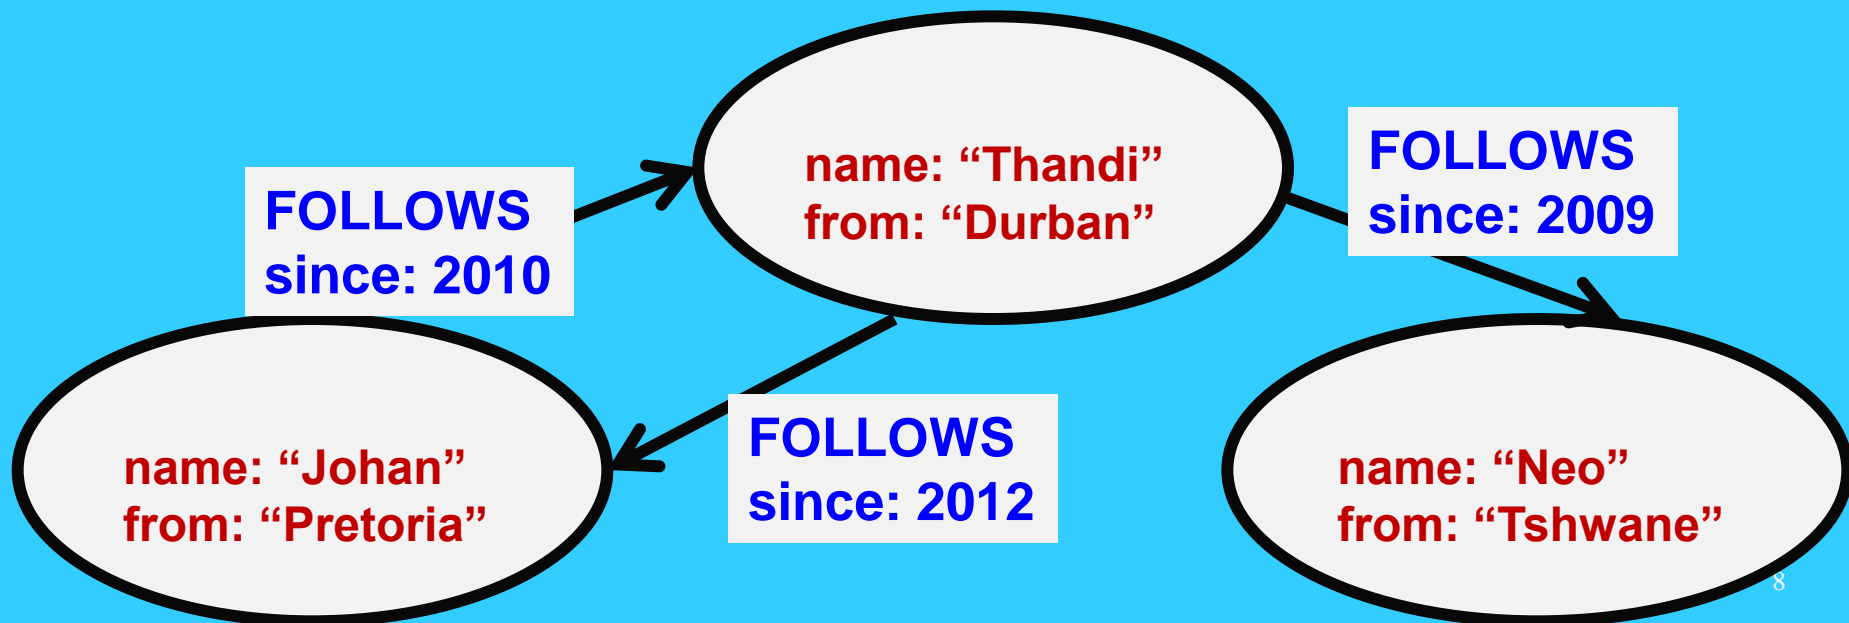 name: “Thandi”
from: “Durban”
FOLLOWS
since: 2009
FOLLOWS
since: 2010
FOLLOWS
since: 2012
name: “Johan”
from: “Pretoria”
name: “Neo”
from: “Tshwane”
8